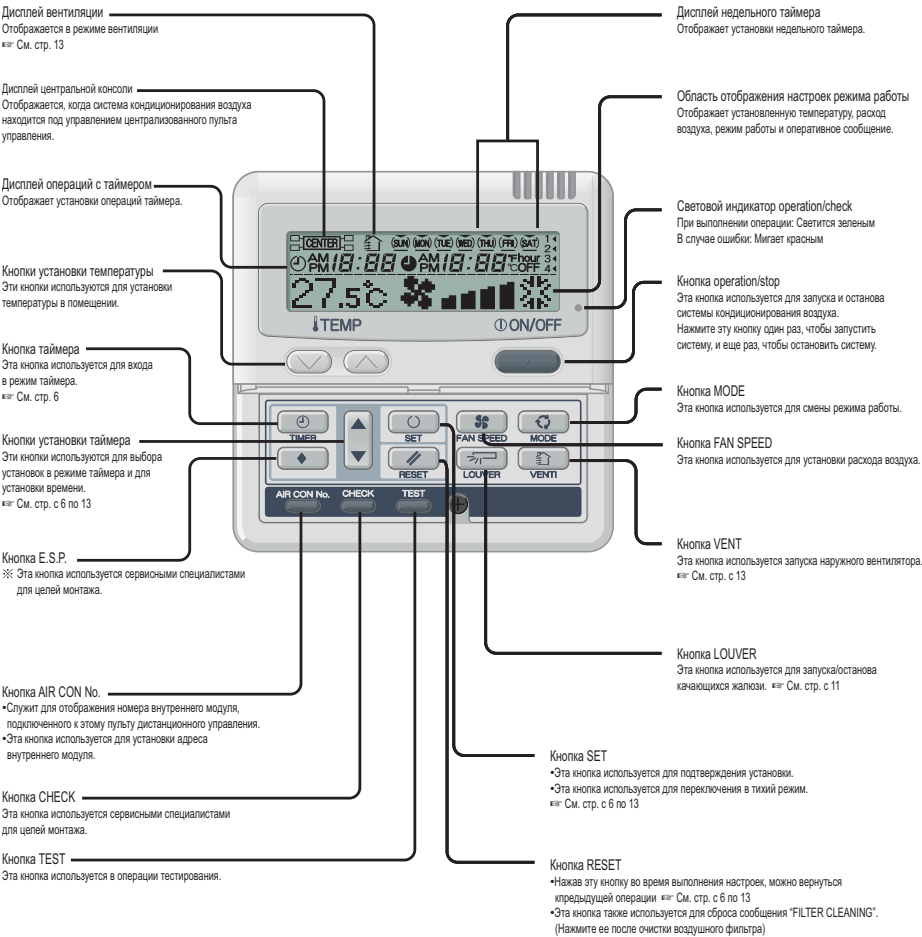 Дисплей вентиляции
Отображается в режиме вентиляции
☞ См. стр. 13
Дисплей центральной консоли
Отображается, когда система кондиционирования воздуха
находится под управлением централизованного пульта
управления.
Дисплей операций с таймером
Отображает установки операций таймера.
Кнопки установки температуры
Эти кнопки используются для установки
температуры в помещении.
Кнопка таймера
Эта кнопка используется для входа
в режим таймера.
☞ См. стр. 6
Кнопки установки таймера
Эти кнопки используются для выбора
установок в режиме таймера и для
установки времени.
☞ См. стр. с 6 по 13
Кнопка E.S.P.
※ Эта кнопка используется сервисными специалистами
для целей монтажа.
Кнопка AIR CON No.
•Служит для отображения номера внутреннего модуля,
подключенного к этому пульту дистанционного управления.
•Эта кнопка используется для установки адреса
внутреннего модуля.
Кнопка CHECK
Эта кнопка используется сервисными специалистами
для целей монтажа.
Кнопка TEST
Эта кнопка используется в операции тестирования.
CENTER SUN MON TUE WED THU FRI SAT 1
2
AM 18:88 AM 18:88 °F hour 3
PM PM °C OFF 4
27.5°C
TEMP ON/OFF
TIMER SET FAN SPEED MODE
RESET LOUVER VENTI
AIR CON No. CHECK TEST
Дисплей недельного таймера
Отображает установки недельного таймера.
Область отображения настроек режима работы
Отображает установленную температуру, расход
воздуха, режим работы и оперативное сообщение.
Световой индикатор operation/check
При выполнении операции: Светится зеленым
В случае ошибки: Мигает красным
Кнопка operation/stop
Эта кнопка используется для запуска и останова
системы кондиционирования воздуха.
Нажмите эту кнопку один раз, чтобы запустить
систему, и еще раз, чтобы остановить систему.
Кнопка MODE
Эта кнопка используется для смены режима работы.
Кнопка FAN SPEED
Эта кнопка используется для установки расхода воздуха.
Кнопка VENT
Эта кнопка используется запуска наружного вентилятора.
☞ См. стр. с 13
Кнопка LOUVER
Эта кнопка используется для запуска/останова
качающихся жалюзи. ☞ См. стр. с 11
Кнопка SET
•Эта кнопка используется для подтверждения установки.
•Эта кнопка используется для переключения в тихий режим.
☞ См. стр. с 6 по 13
Кнопка RESET
•Нажав эту кнопку во время выполнения настроек, можно вернуться
кпредыдущей операции ☞ См. стр. с 6 по 13
•Эта кнопка также используется для сброса сообщения “FILTER CLEANING”.
(Нажмите ее после очистки воздушного фильтра)